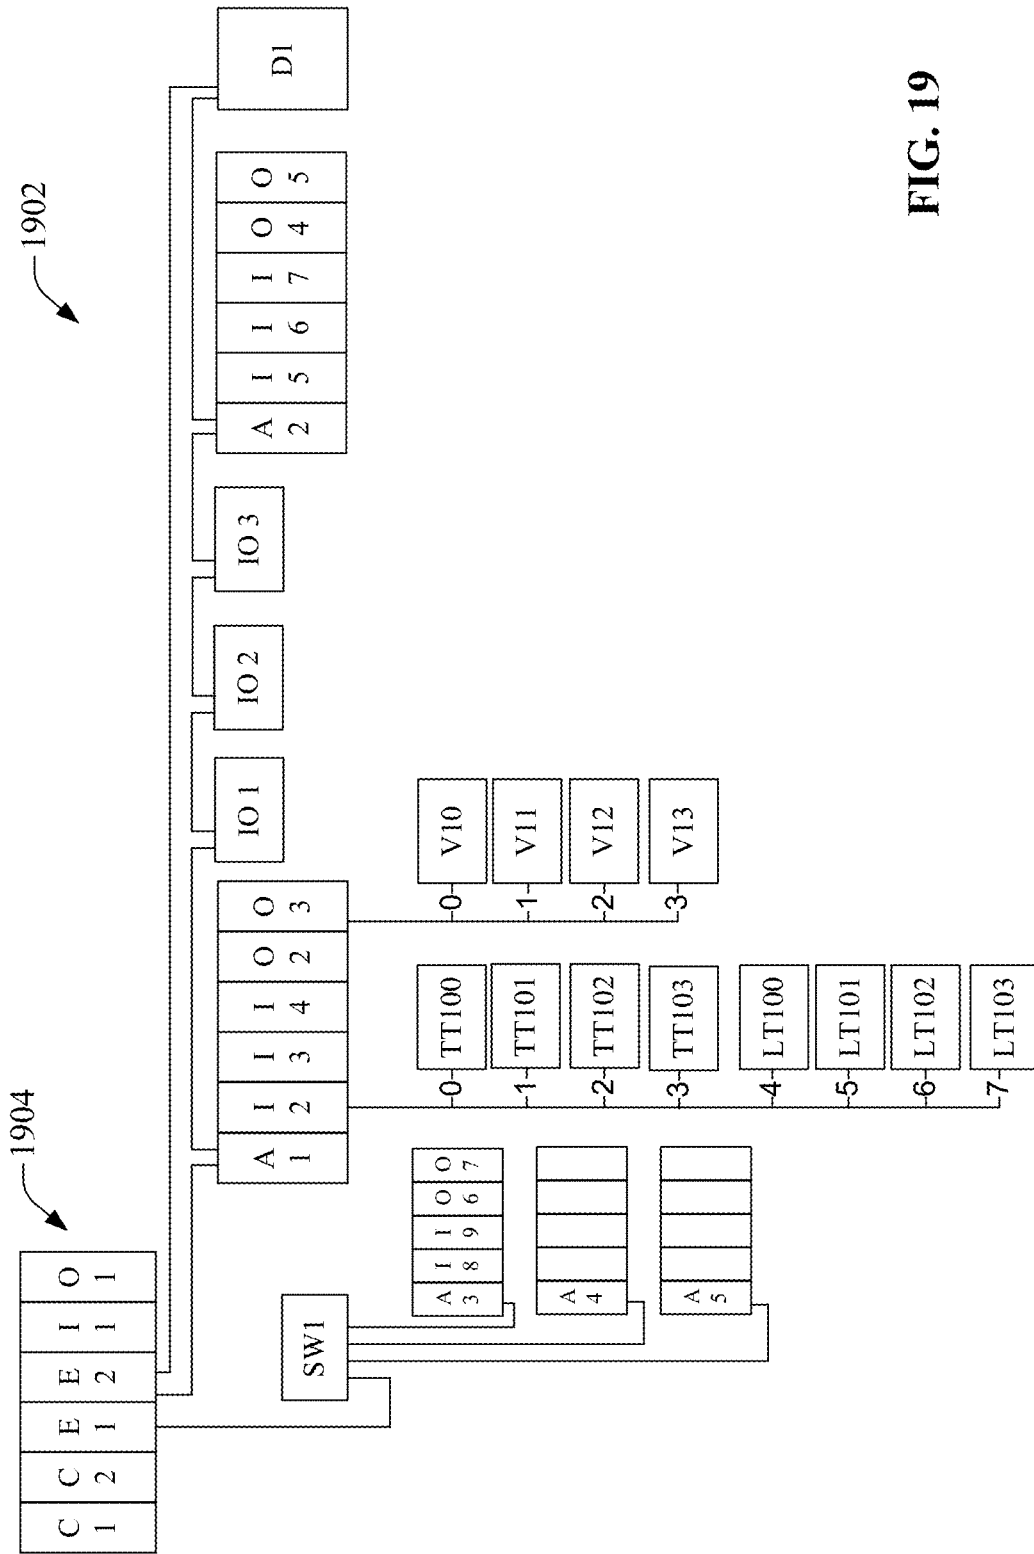 1904
1902
C 1
C 2
E 1
E 2
I 1
O 1
A 1
I 2
I 3
I 4
O 2
O 3
IO 1
IO 2
IO 3
A 2
I 5
I 6
I 7
O 4
O 5
D1
SW1
A 3
I 8
I 9
O 6
O 7
A 4
A 5
0 TT100
1 TT101
2 TT102
3 TT103
4 LT100
5 LT101
6 LT102
7 LT103
0 V10
1 V11
2 V12
3 V13
FIG. 19